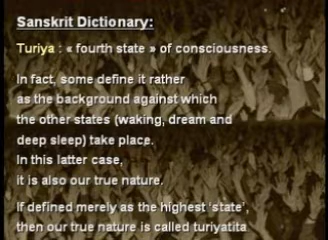 Sanskrit Dictionary:
Turiya : « fourth state » of consciousness.
In fact, some define it rather
as the background against which
the other states (waking, dream and
deep sleep) take place.
In this latter case,
it is also our true nature.
If defined merely as the highest ‘state’,
then our true nature is called turiyatita